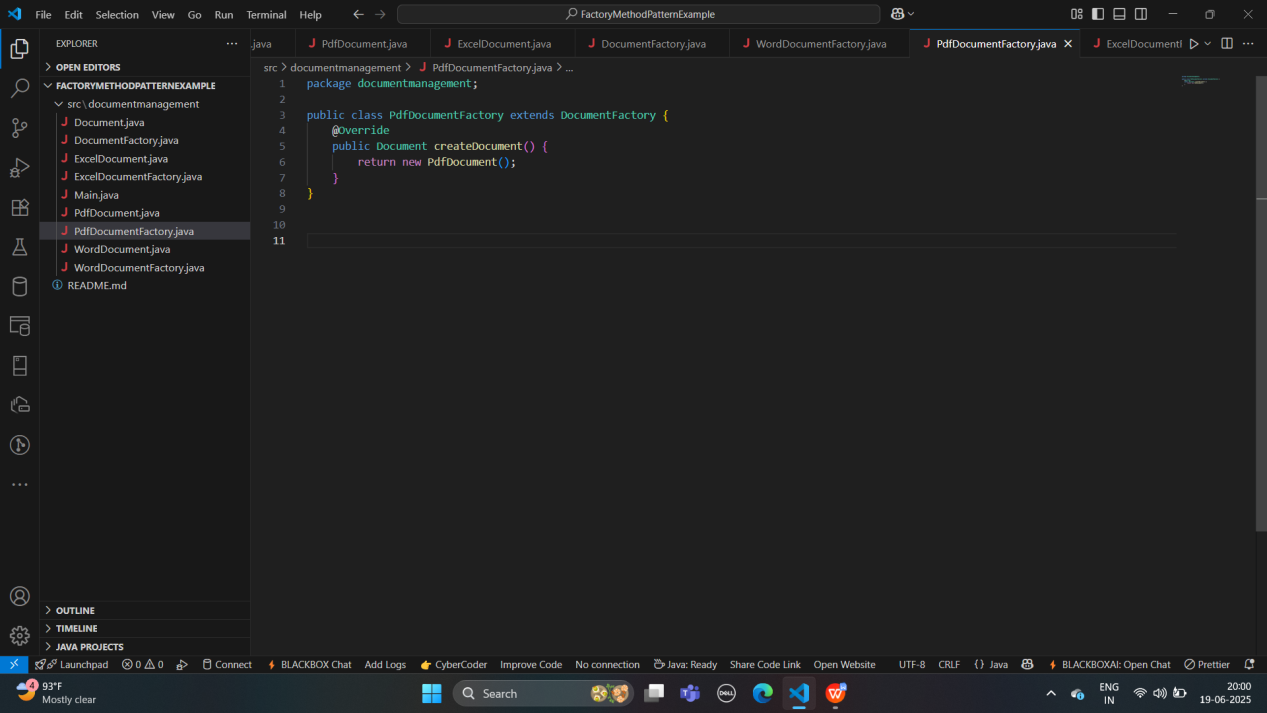 File Edit Selection View Go Run Terminal Help FactoryMethodPatternExample
EXPLORER
.java PdfDocument.java ExcelDocument.java DocumentFactory.java WordDocumentFactory.java PdfDocumentFactory.java ExcelDocument
OPEN EDITORS
FACTORYMETHODPATTERNEXAMPLE
src\documentmanagement
Document.java
DocumentFactory.java
ExcelDocument.java
ExcelDocumentFactory.java
Main.java
PdfDocument.java
PdfDocumentFactory.java
WordDocument.java
WordDocumentFactory.java
README.md
OUTLINE
TIMELINE
JAVA PROJECTS
src > documentmanagement > PdfDocumentFactory.java > ...
1 package documentmanagement;
2
3 public class PdfDocumentFactory extends DocumentFactory {
4 @Override
5 public Document createDocument() {
6 return new PdfDocument();
7 }
8 }
9
10
11
Launchpad 0 0 Connect BLACKBOX Chat Add Logs CyberCoder Improve Code No connection Java: Ready Share Code Link Open Website UTF-8 CRLF {} Java BLACKBOXAI: Open Chat Prettier
4 93°F
Mostly clear
Search
DELL
W
ENG
IN
20:00
19-06-2025